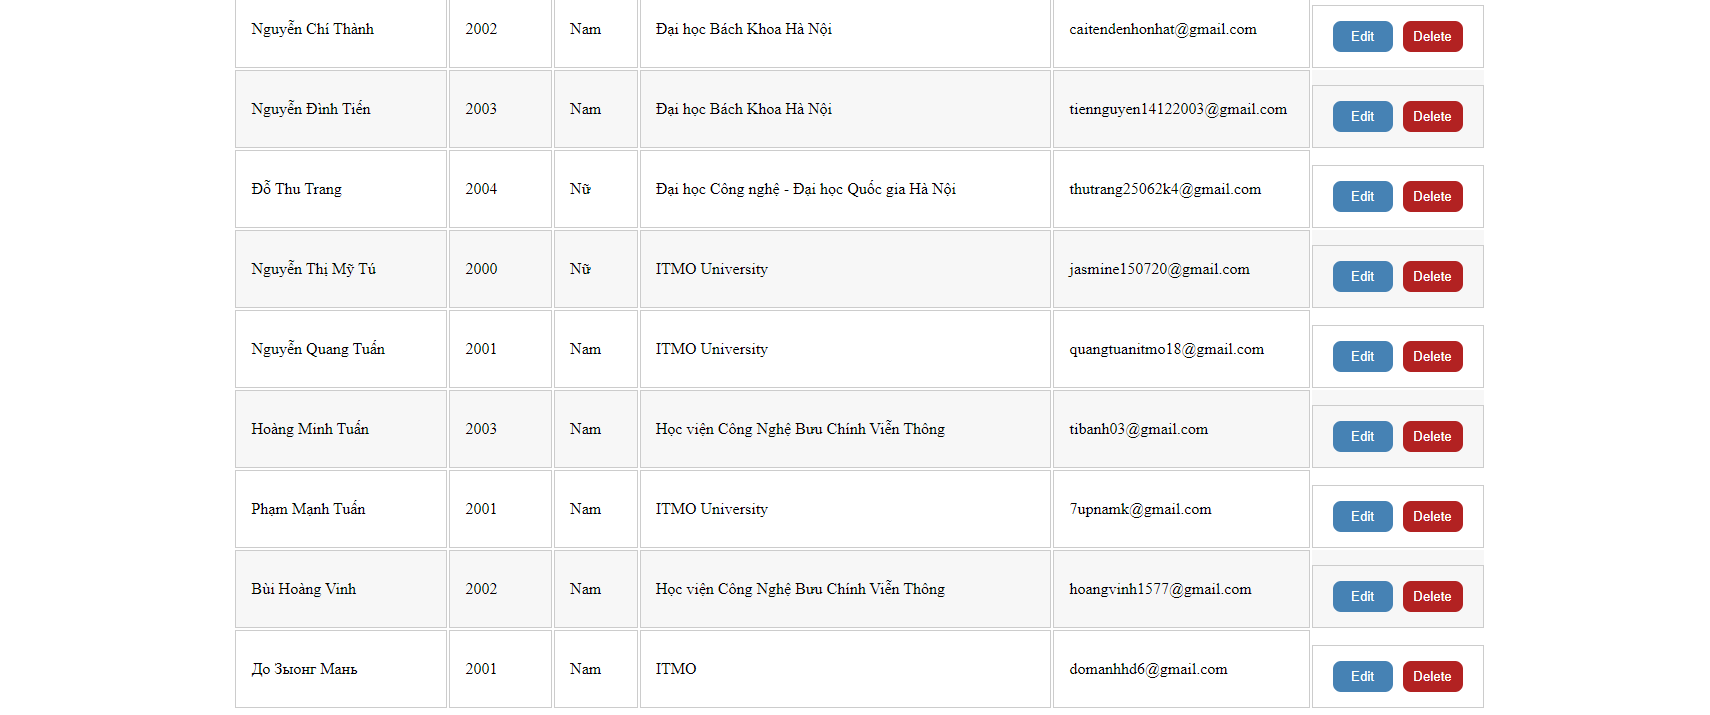 Nguyễn Chí Thành 2002 Nam Đại học Bách Khoa Hà Nội caitendenhonhat@gmail.com Edit Delete
Nguyễn Đình Tiến 2003 Nam Đại học Bách Khoa Hà Nội tiennguyen14122003@gmail.com Edit Delete
Đỗ Thu Trang 2004 Nữ Đại học Công nghệ - Đại học Quốc gia Hà Nội thutrang25062k4@gmail.com Edit Delete
Nguyễn Thị Mỹ Tú 2000 Nữ ITMO University jasmine150720@gmail.com Edit Delete
Nguyễn Quang Tuấn 2001 Nam ITMO University quangtuanitmo18@gmail.com Edit Delete
Hoàng Minh Tuấn 2003 Nam Học viện Công Nghệ Bưu Chính Viễn Thông tibanh03@gmail.com Edit Delete
Phạm Mạnh Tuấn 2001 Nam ITMO University 7upnamk@gmail.com Edit Delete
Bùi Hoàng Vinh 2002 Nam Học viện Công Nghệ Bưu Chính Viễn Thông hoangvinh1577@gmail.com Edit Delete
До Зыонг Мань 2001 Nam ITMO domanhhd6@gmail.com Edit Delete